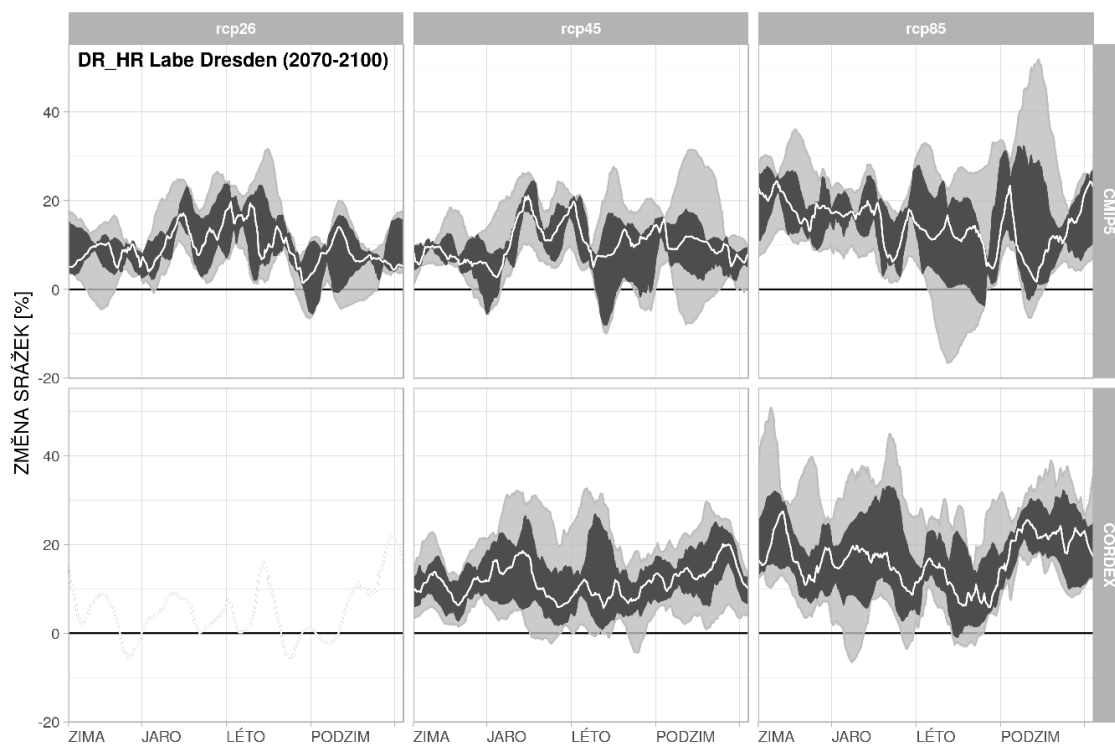 rcp26 rcp45 rcp85
DR_HR Labe Dresden (2070-2100)
ZMĚNA SRÁŽEK [%]
40
20
0
-20
CMIP5
40
20
0
-20
CORDEX
ZIMA JARO LÉTO PODZIM ZIMA JARO LÉTO PODZIM ZIMA JARO LÉTO PODZIM